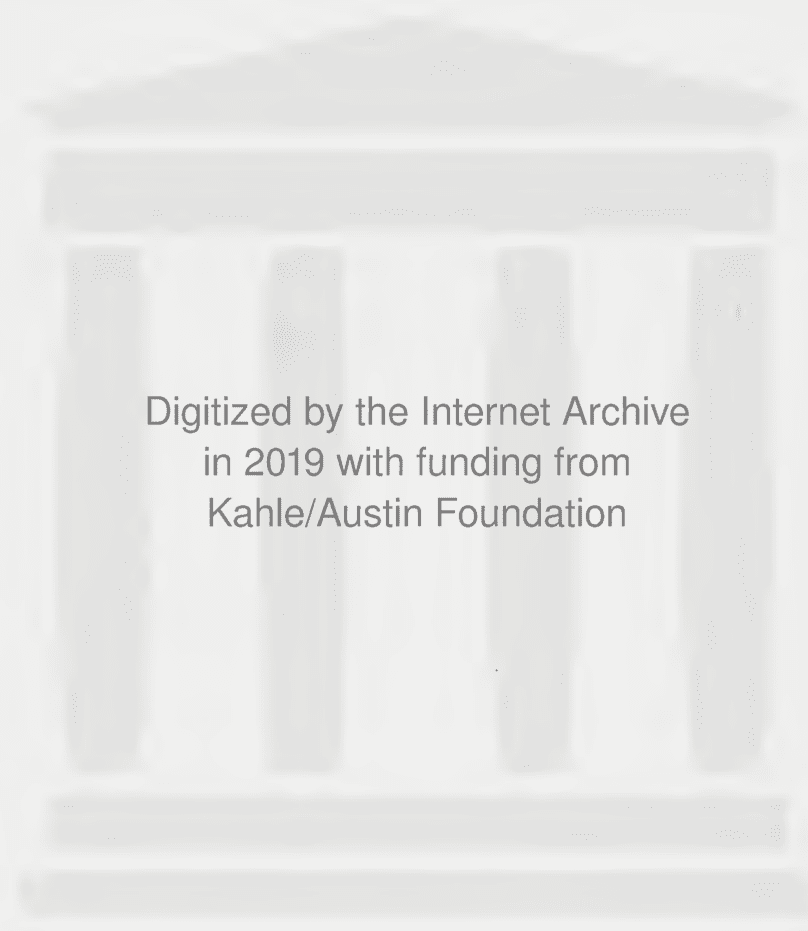 Digitized by the Internet Archive
in 2019 with funding from
Kahle/Austin Foundation